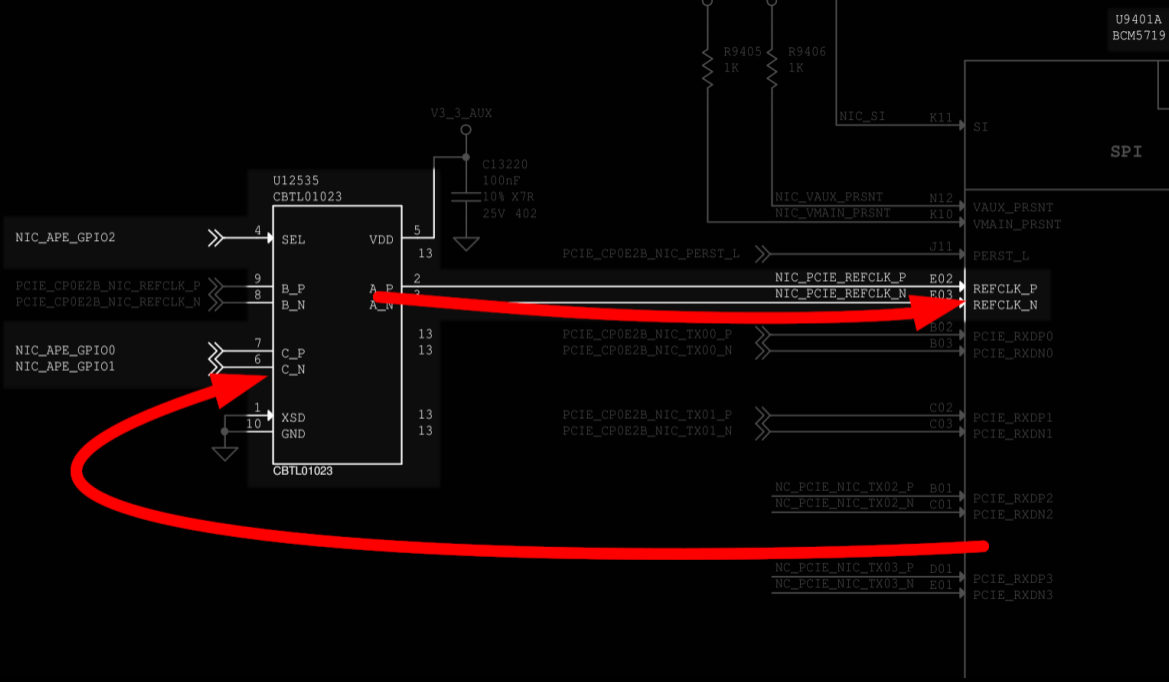 U9401A
BCM5719
R9405
1K
R9406
1K
V3_3_AUX
NIC_SI
K11
SI
SPI
C13220
100nF
10% X7R
25V 402
U12535
CBTL01023
NIC_VAUX_PRSNT
N12
VAUX_PRSNT
NIC_VMAIN_PRSNT
K10
VMAIN_PRSNT
NIC_APE_GPIO2
4
SEL
VDD
5
13
PCIE_CP0E2B_NIC_PERST_L
J11
PERST_L
PCIE_CP0E2B_NIC_REFCLK_P
9
B_P
A_P
2
NIC_PCIE_REFCLK_P
E02
REFCLK_P
PCIE_CP0E2B_NIC_REFCLK_N
8
B_N
A_N
3
NIC_PCIE_REFCLK_N
E03
REFCLK_N
13
PCIE_CP0E2B_NIC_TX00_P
B02
PCIE_RXDP0
NIC_APE_GPIO0
7
C_P
13
PCIE_CP0E2B_NIC_TX00_N
B03
PCIE_RXDN0
NIC_APE_GPIO1
6
C_N
1
XSD
13
PCIE_CP0E2B_NIC_TX01_P
C02
PCIE_RXDP1
10
GND
13
PCIE_CP0E2B_NIC_TX01_N
C03
PCIE_RXDN1
CBTL01023
NC_PCIE_NIC_TX02_P
B01
PCIE_RXDP2
NC_PCIE_NIC_TX02_N
C01
PCIE_RXDN2
NC_PCIE_NIC_TX03_P
D01
PCIE_RXDP3
NC_PCIE_NIC_TX03_N
E01
PCIE_RXDN3